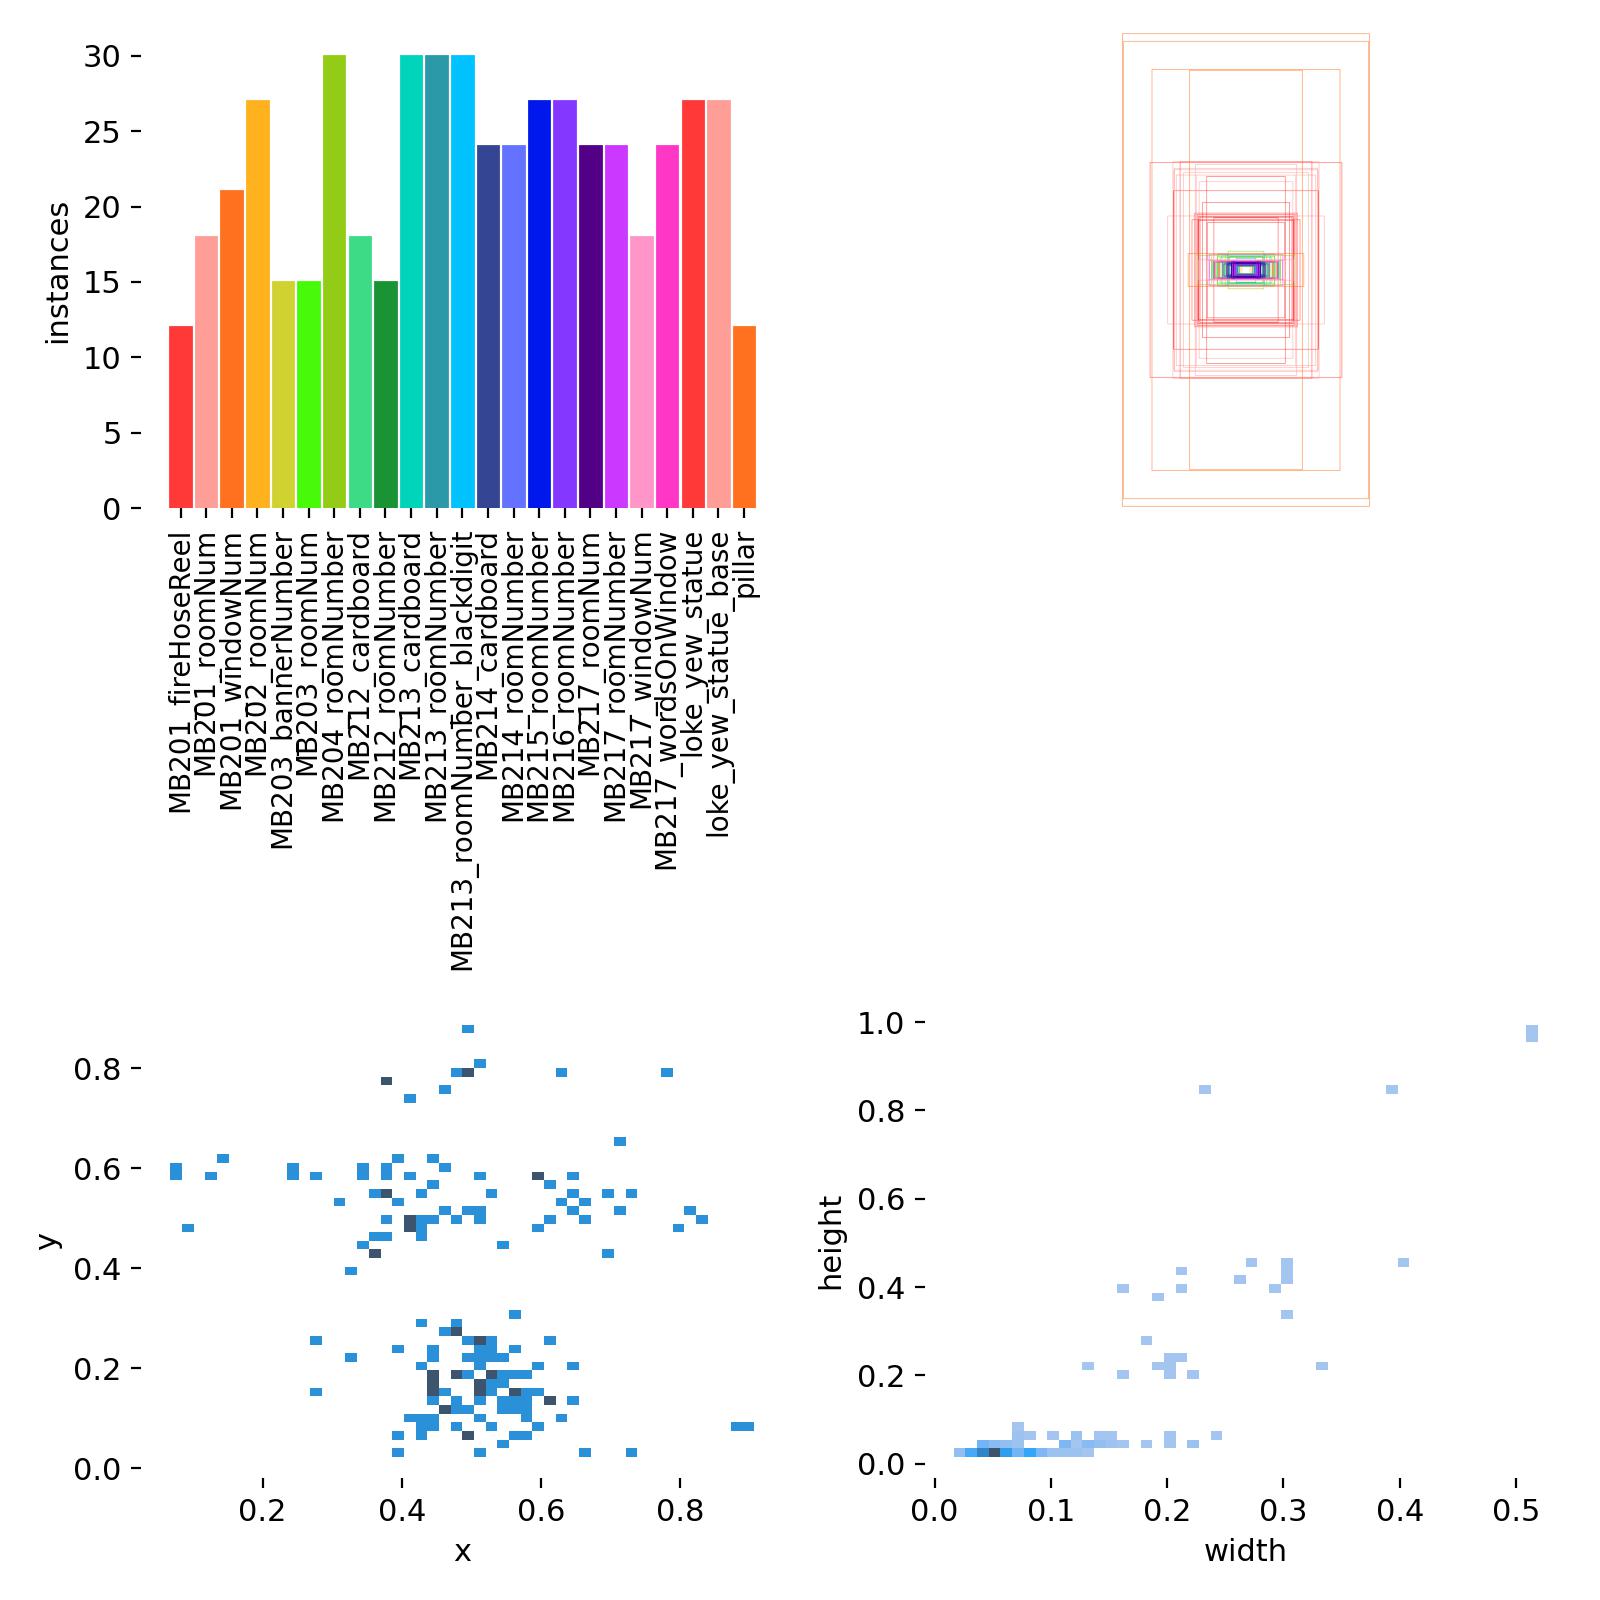 instances
30
25
20
15
10
5
0
MB201_fireHoseReel
MB201_roomNum
MB201_windowNum
MB202_roomNum
MB203_bannerNumber
MB203_roomNum
MB204_roomNumber
MB212_cardboard
MB212_roomNumber
MB213_cardboard
MB213_roomNumber
MB213_roomNumber_blackdigit
MB214_cardboard
MB214_roomNumber
MB215_roomNumber
MB216_roomNumber
MB217_roomNum
MB217_roomNumber
MB217_windowNum
MB217_wordsOnWindow
loke_yew_statue
loke_yew_statue_base
pillar
y
0.8
0.6
0.4
0.2
0.0
0.2 0.4 0.6 0.8
x
height
1.0
0.8
0.6
0.4
0.2
0.0
0.0 0.1 0.2 0.3 0.4 0.5
width